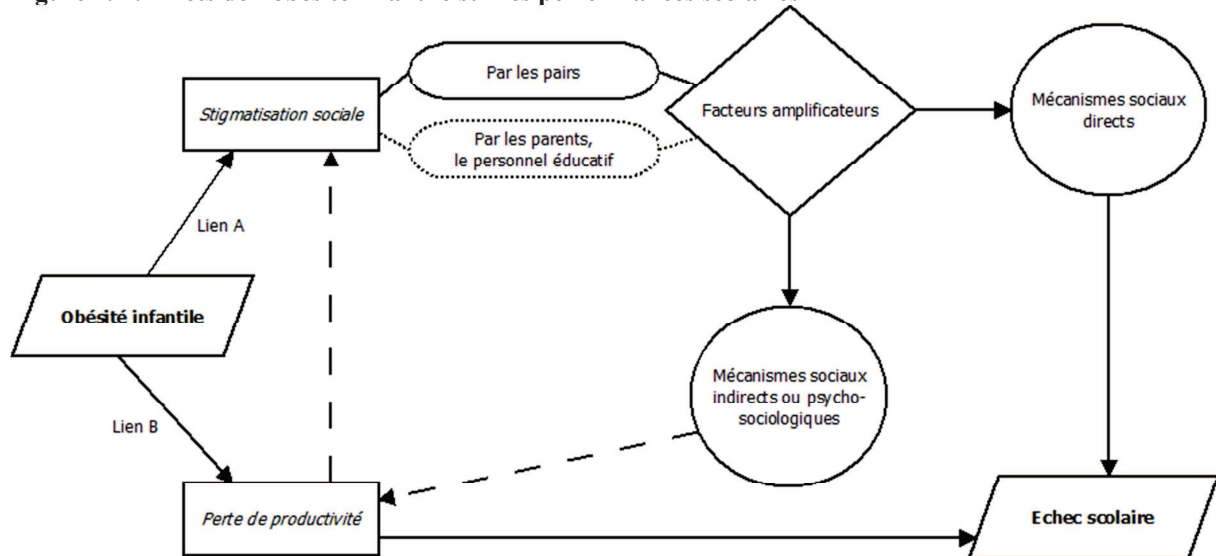 Par les pairs
Stigmatisation sociale
Facteurs amplificateurs
Mécanismes sociaux
directs
Par les parents,
le personnel éducatif
Lien A
Obésité infantile
Mécanismes sociaux
indirects ou psycho-
sociologiques
Lien B
Perte de productivité
Echec scolaire